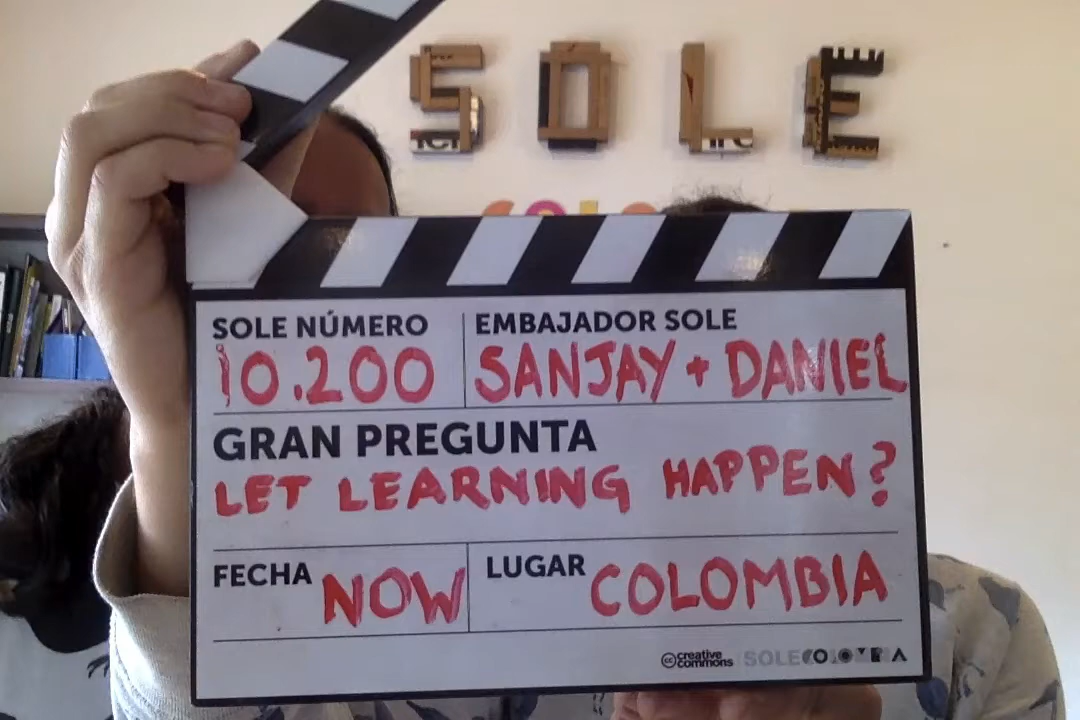 SOLE
SOLE NÚMERO
10.200
EMBAJADOR SOLE
SANJAY + DANIEL
GRAN PREGUNTA
LET LEARNING HAPPEN?
FECHA NOW
LUGAR COLOMBIA
creative commons SOLECOLOMBIA